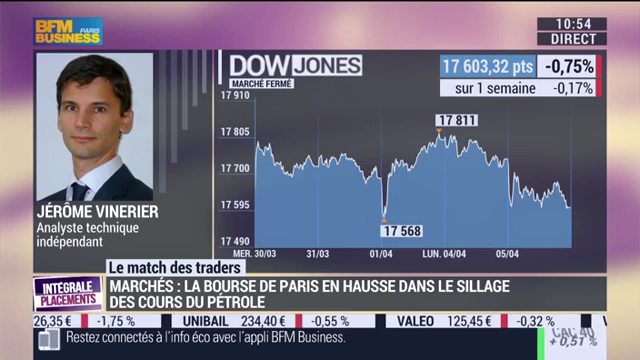 BFM
BUSINESS
PARIS
10:54
DIRECT
DOW JONES
MARCHÉ FERMÉ
17 603,32 pts
-0,75%
sur 1 semaine
-0,17%
17 910
17 805
17 700
17 595
17 490
17 811
17 568
MER. 30/03
31/03
01/04
LUN. 04/04
05/04
JÉRÔME VINERIER
Analyste technique
indépendant
Le match des traders
INTÉGRALE
PLACEMENTS
MARCHÉS : LA BOURSE DE PARIS EN HAUSSE DANS LE SILLAGE
DES COURS DU PÉTROLE
26,35 € -1,75% UNIBAIL 234,40 € -0,55% VALEO 125,45 € -0,32%
Restez connectés à l'info éco avec l'appli BFM Business.
CAC 40
+0,51 %